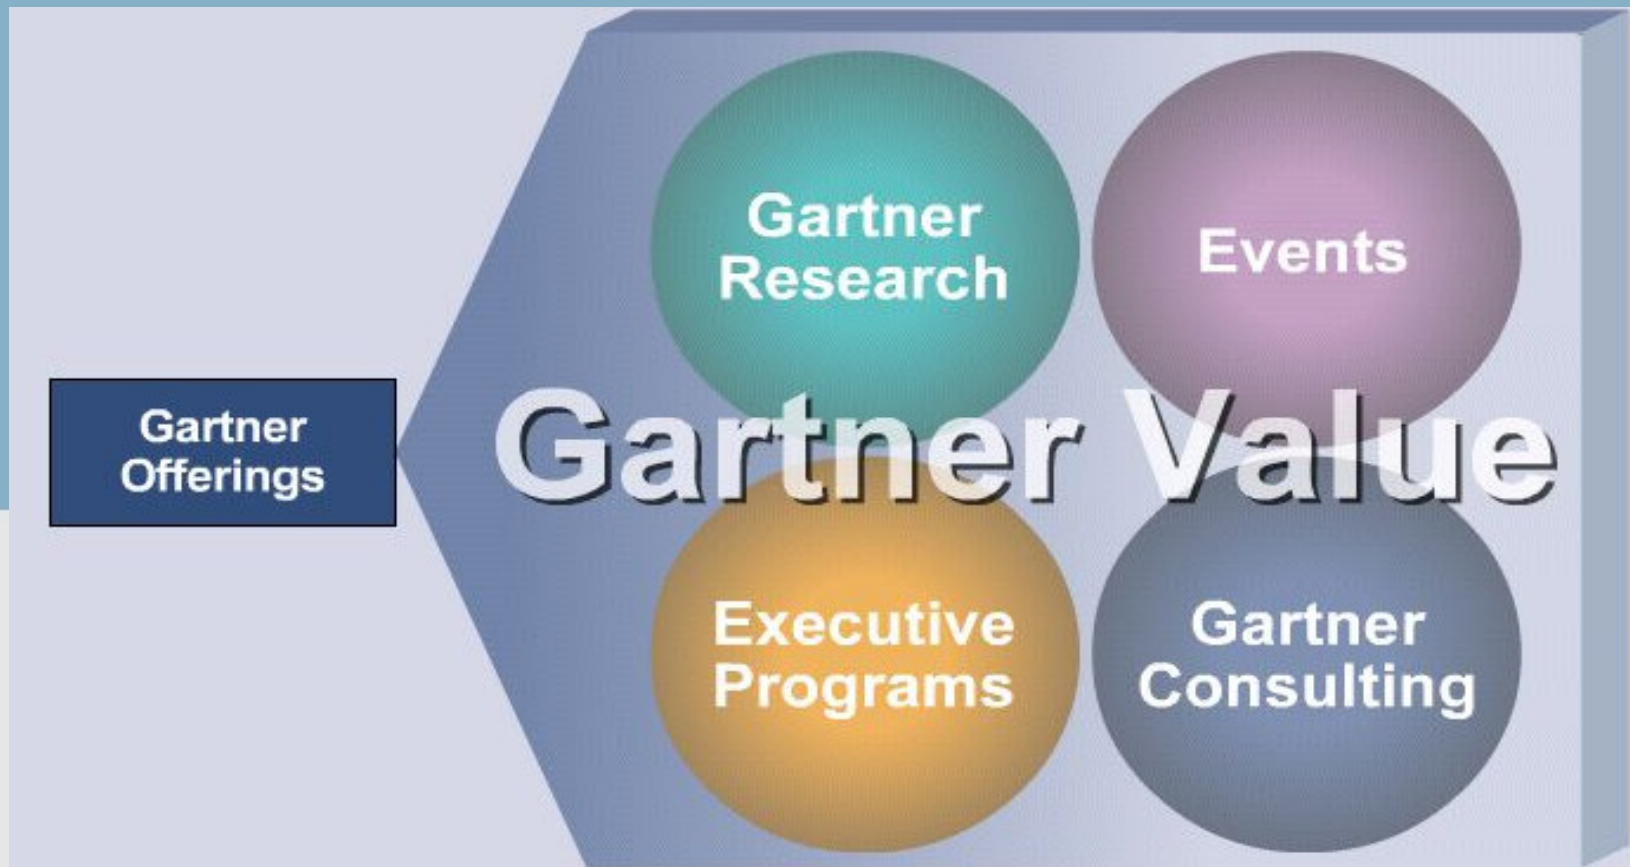 Gartner
Offerings
Gartner
Research
Events
Gartner Value
Executive
Programs
Gartner
Consulting